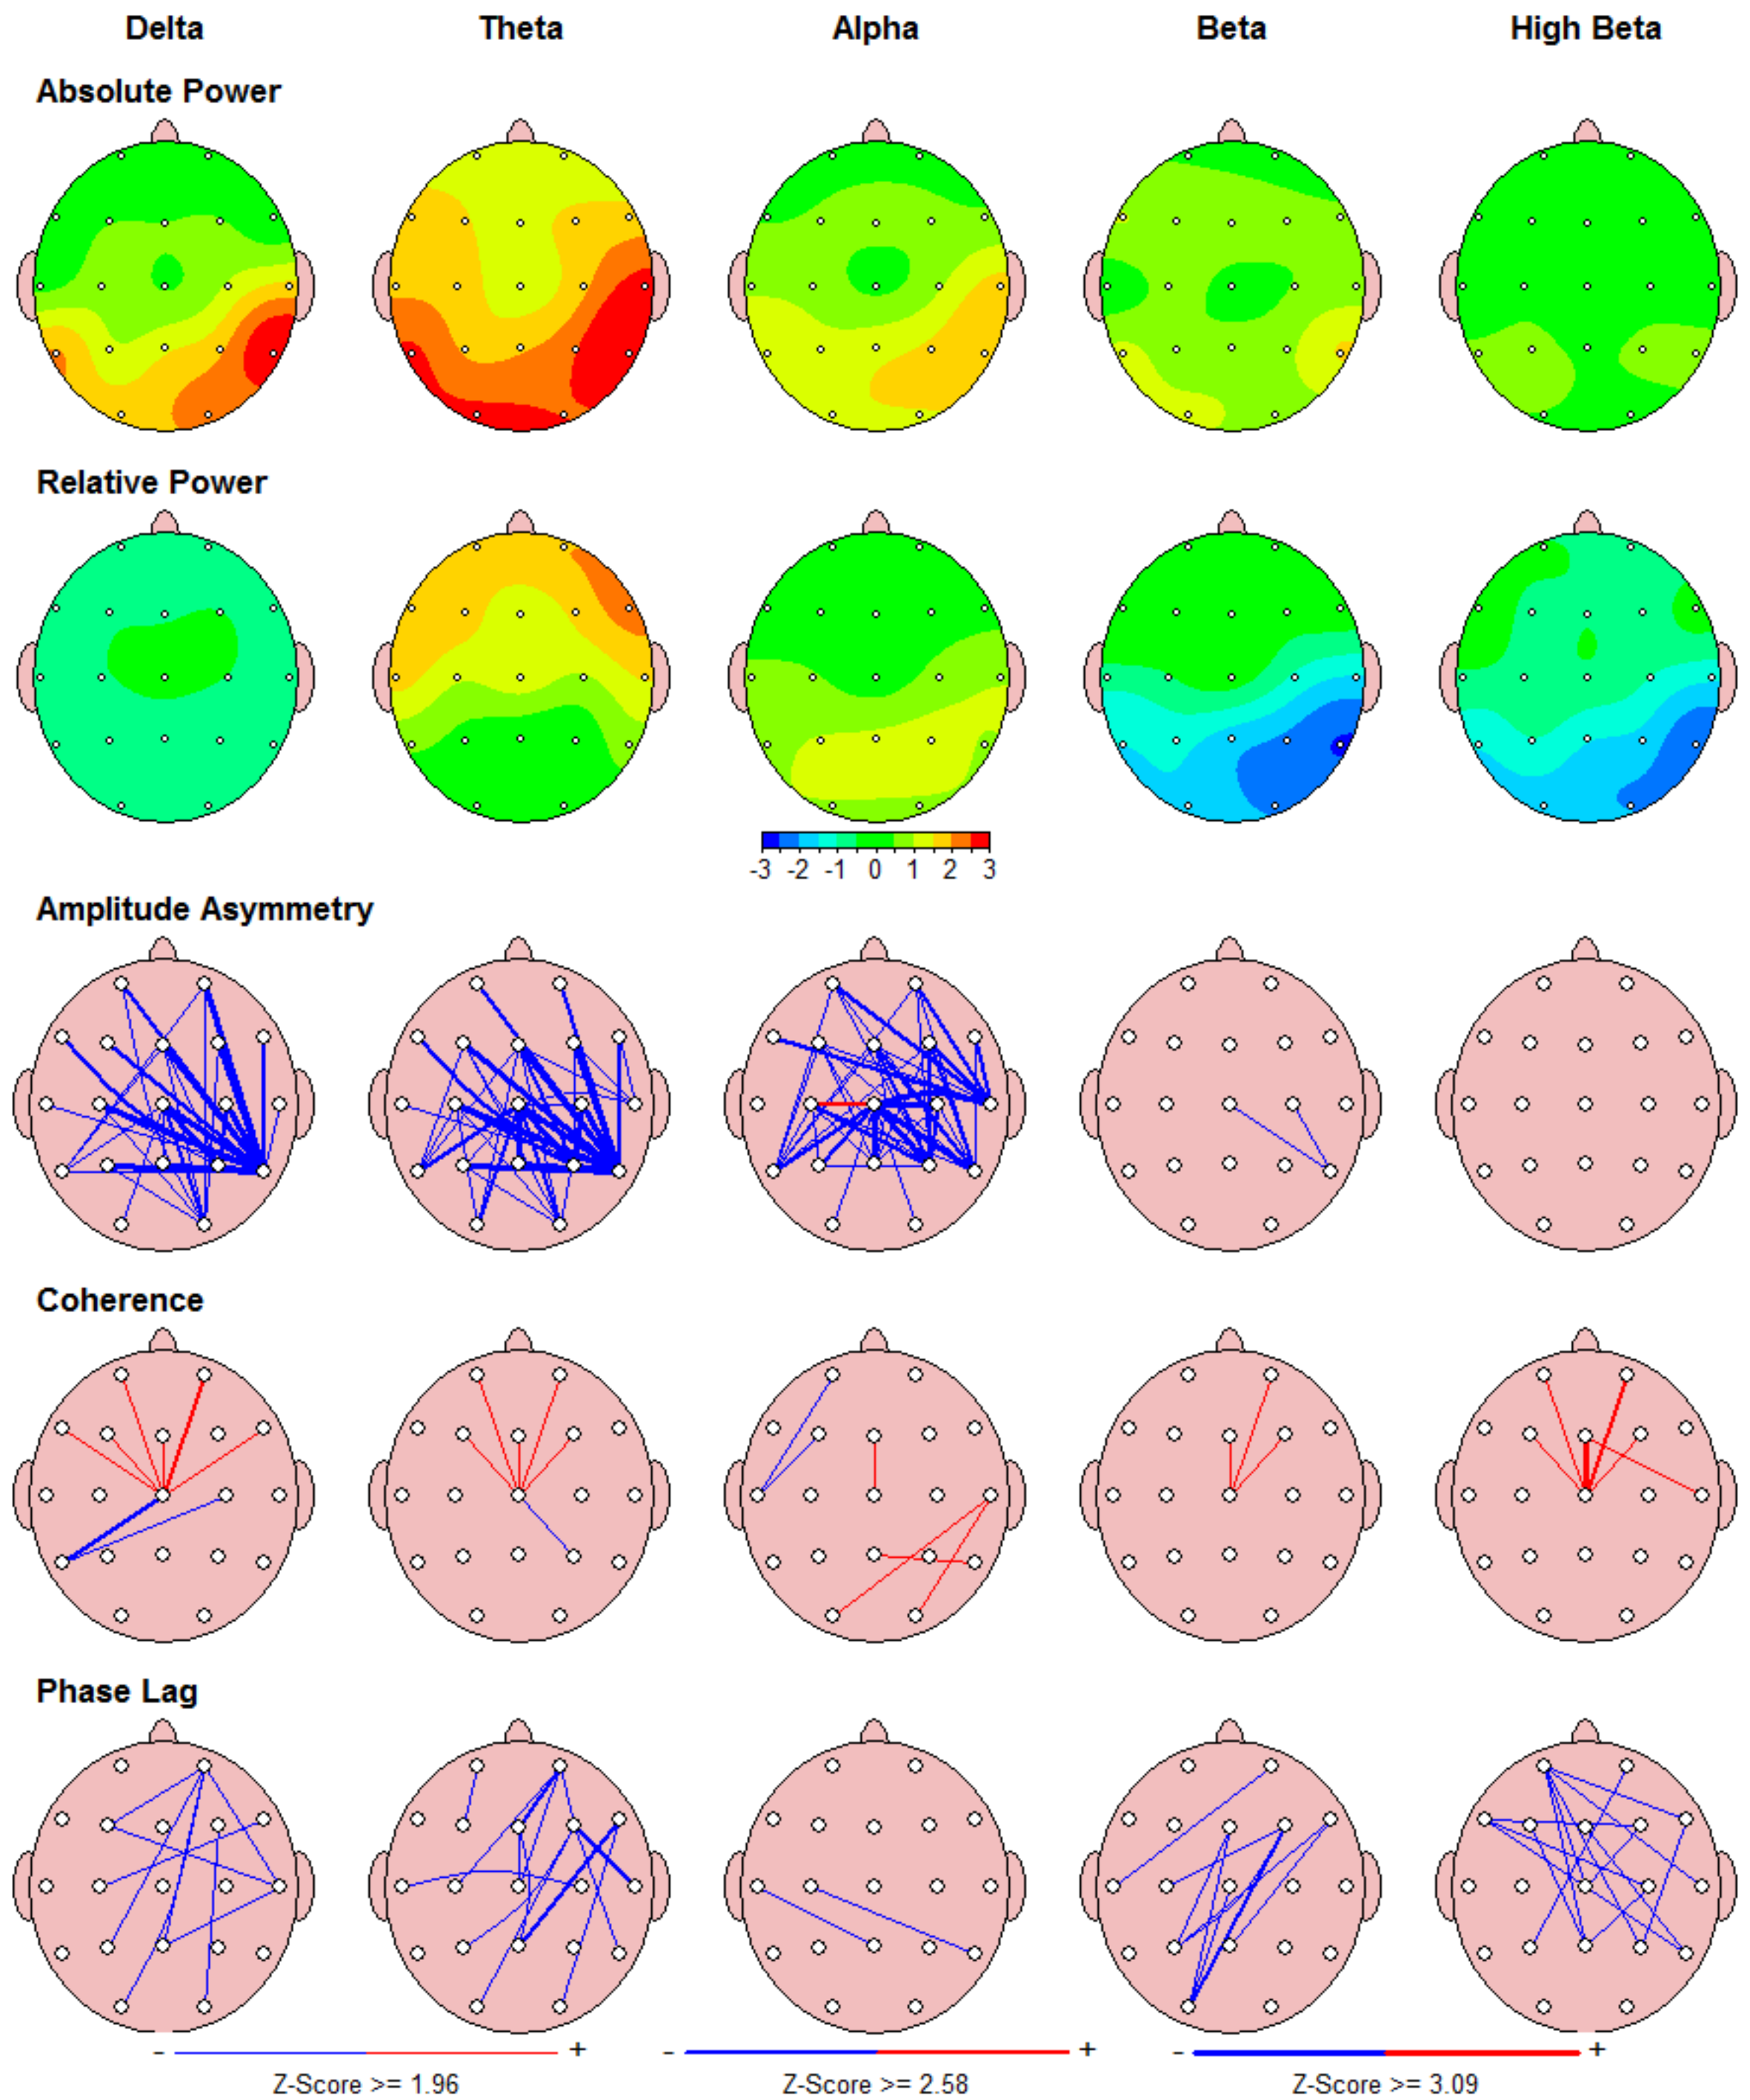 Delta Theta Alpha Beta High Beta
Absolute Power
Relative Power
-3 -2 -1 0 1 2 3
Amplitude Asymmetry
Coherence
Phase Lag
- + - + - +
Z-Score >= 1.96 Z-Score >= 2.58 Z-Score >= 3.09